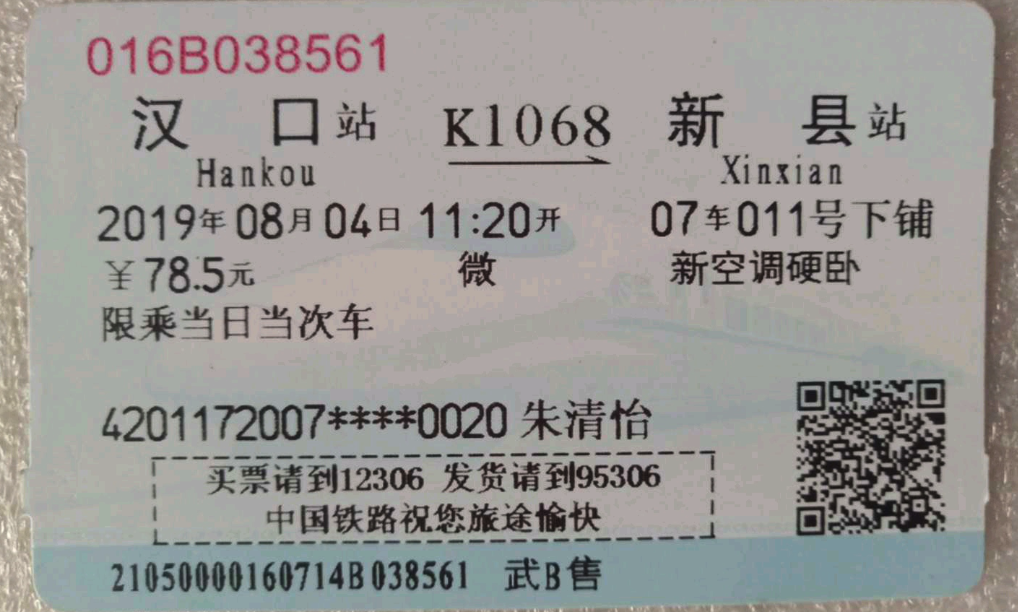 016B038561
汉口站 K1068 新县站
Hankou Xinxian
2019年08月04日 11:20开 07车011号下铺
￥78.5元 微 新空调硬卧
限乘当日当次车
4201172007****0020 朱清怡
买票请到12306 发货请到95306
中国铁路祝您旅途愉快
21050000160714B038561 武B售